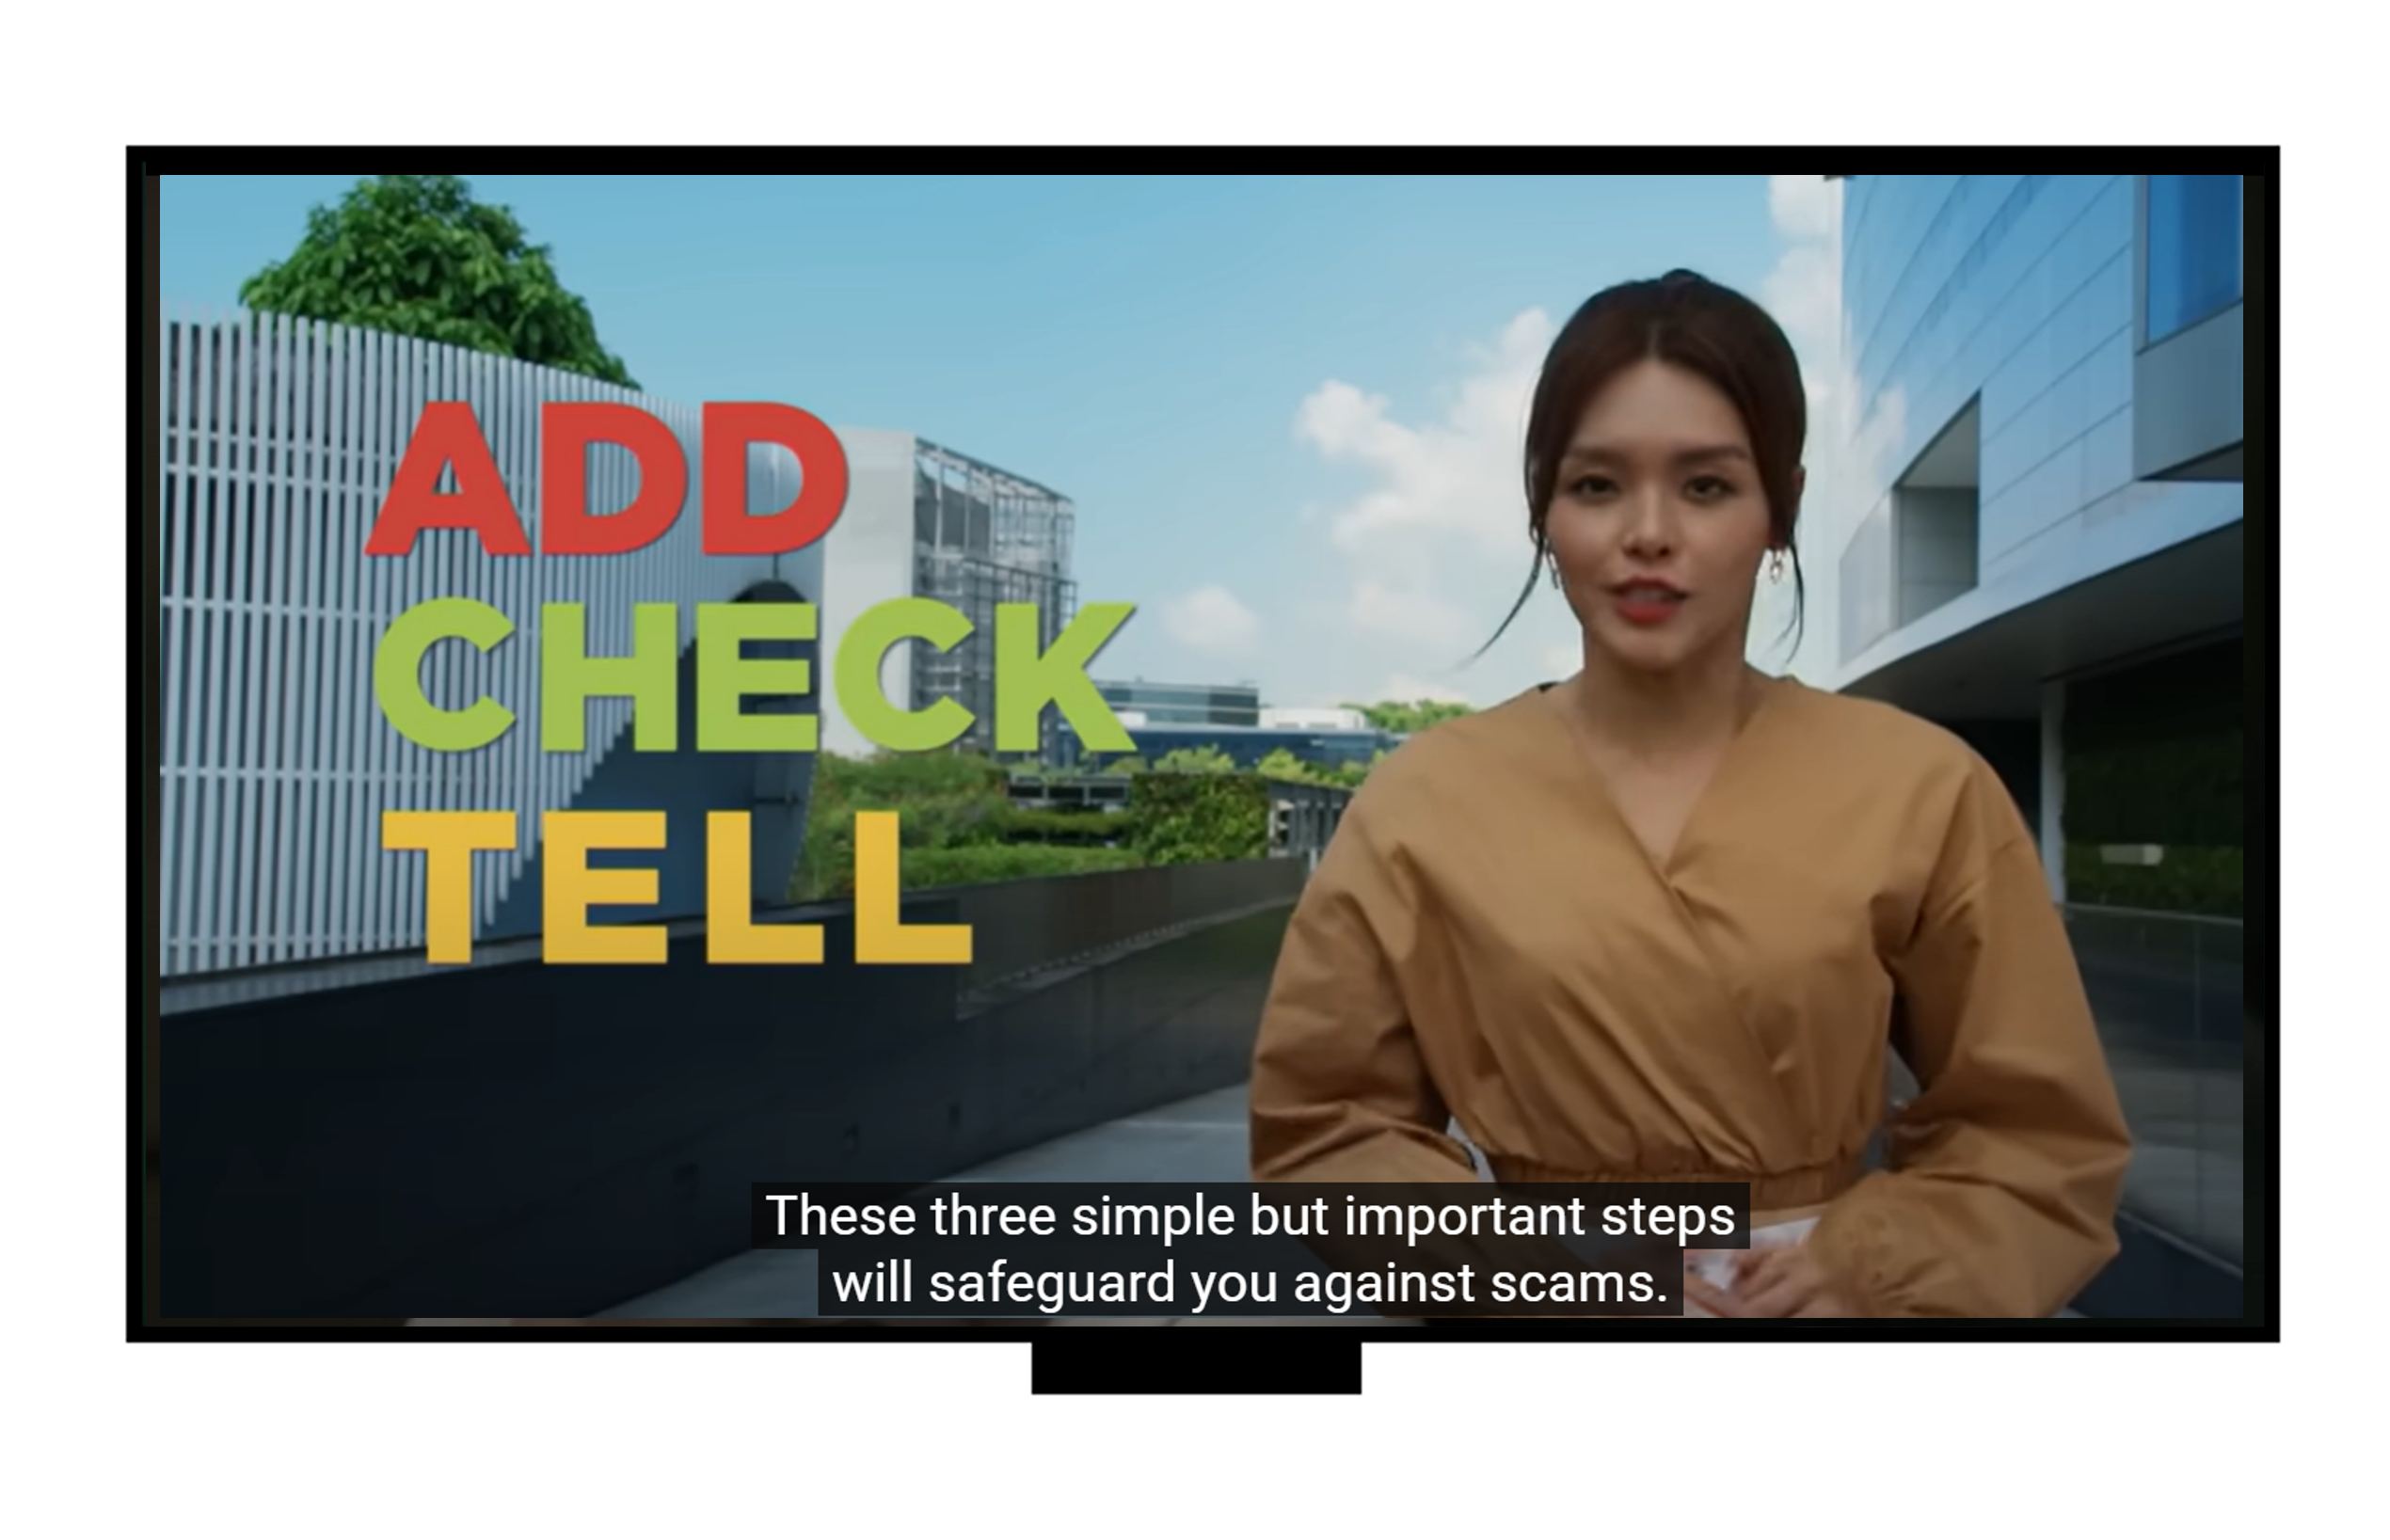 ADD
CHECK
TELL
These three simple but important steps
will safeguard you against scams.